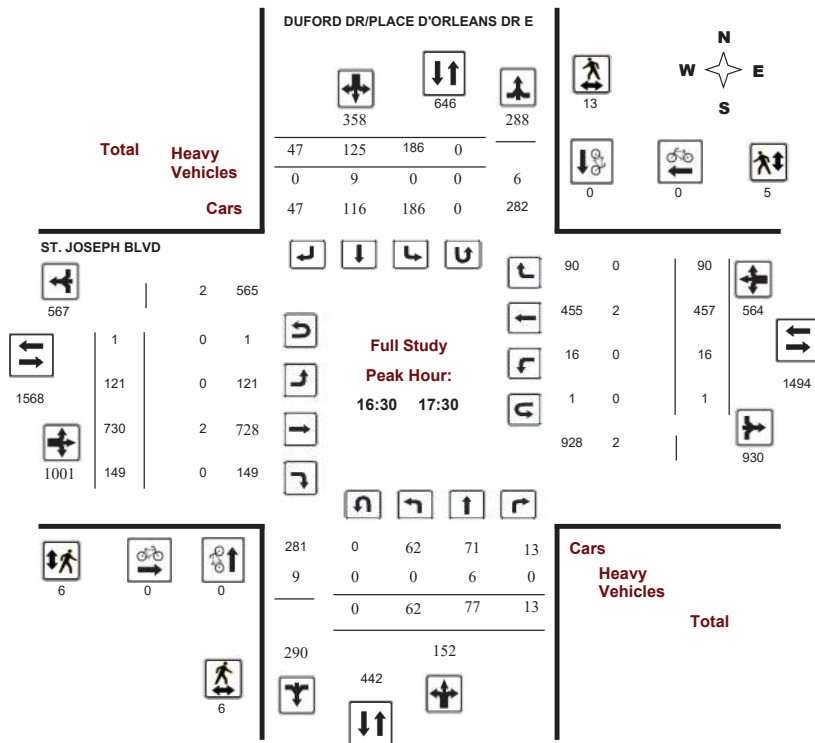 DUFORD DR/PLACE D'ORLEANS DR E
N
W E
S
646
13
358 288
Total
Heavy
Vehicles
Cars
47 125 186 0
0 9 0 0 6
47 116 186 0 282
0 0 5
ST. JOSEPH BLVD
567
2 565
1 0 1
1568
121 0 121
730 2 728
1001
149 0 149
Full Study
Peak Hour:
16:30 17:30
90 0 90
455 2 457 564
16 0 16
1494
1 0 1
928 2
930
6 0 0
281 0 62 71 13
9 0 0 6 0
0 62 77 13
290 152
442
6
Cars
Heavy
Vehicles
Total